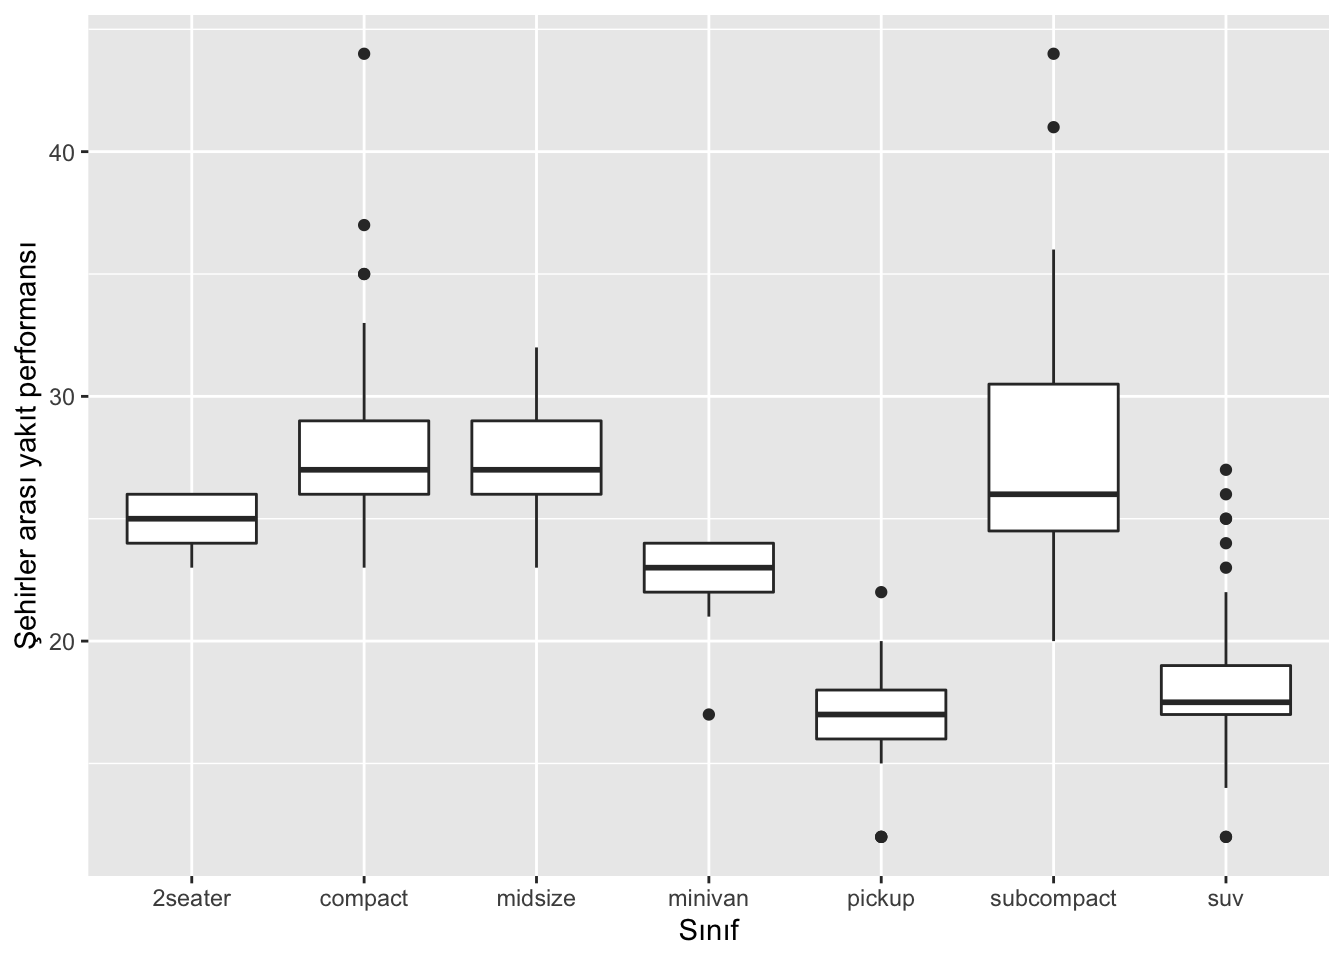 Şehirler arası yakıt performansı
40
30
20
2seater compact midsize minivan pickup subcompact suv
Sınıf